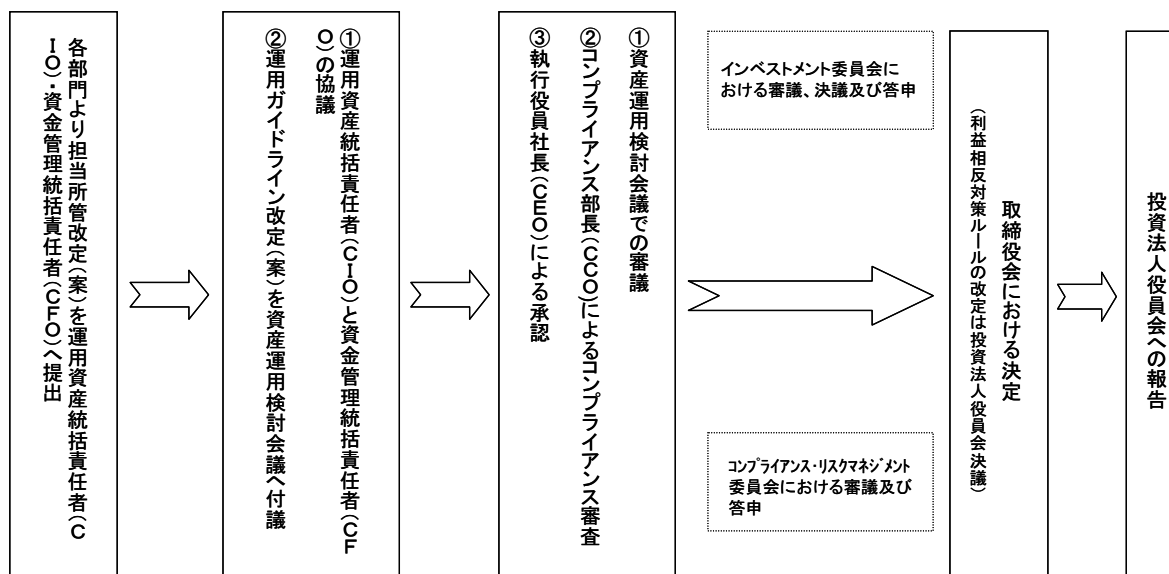 各部門より担当所管改定(案)を運用資産統括責任者(C
IO)・資金管理統括責任者(CFO)へ提出
①運用資産統括責任者(CIO)と資金管理統括責任者(CF
O)の協議
②運用ガイドライン改定(案)を資産運用検討会議へ付議
①資産運用検討会議での審議
②コンプライアンス部長(CCO)によるコンプライアンス審査
③執行役員社長(CEO)による承認
インベストメント委員会に
おける審議、決議及び答申
コンプライアンス・リスクマネジメント
委員会における審議及び
答申
取締役会における決定
(利益相反対策ルールの改定は投資法人役員会決議)
投資法人役員会への報告